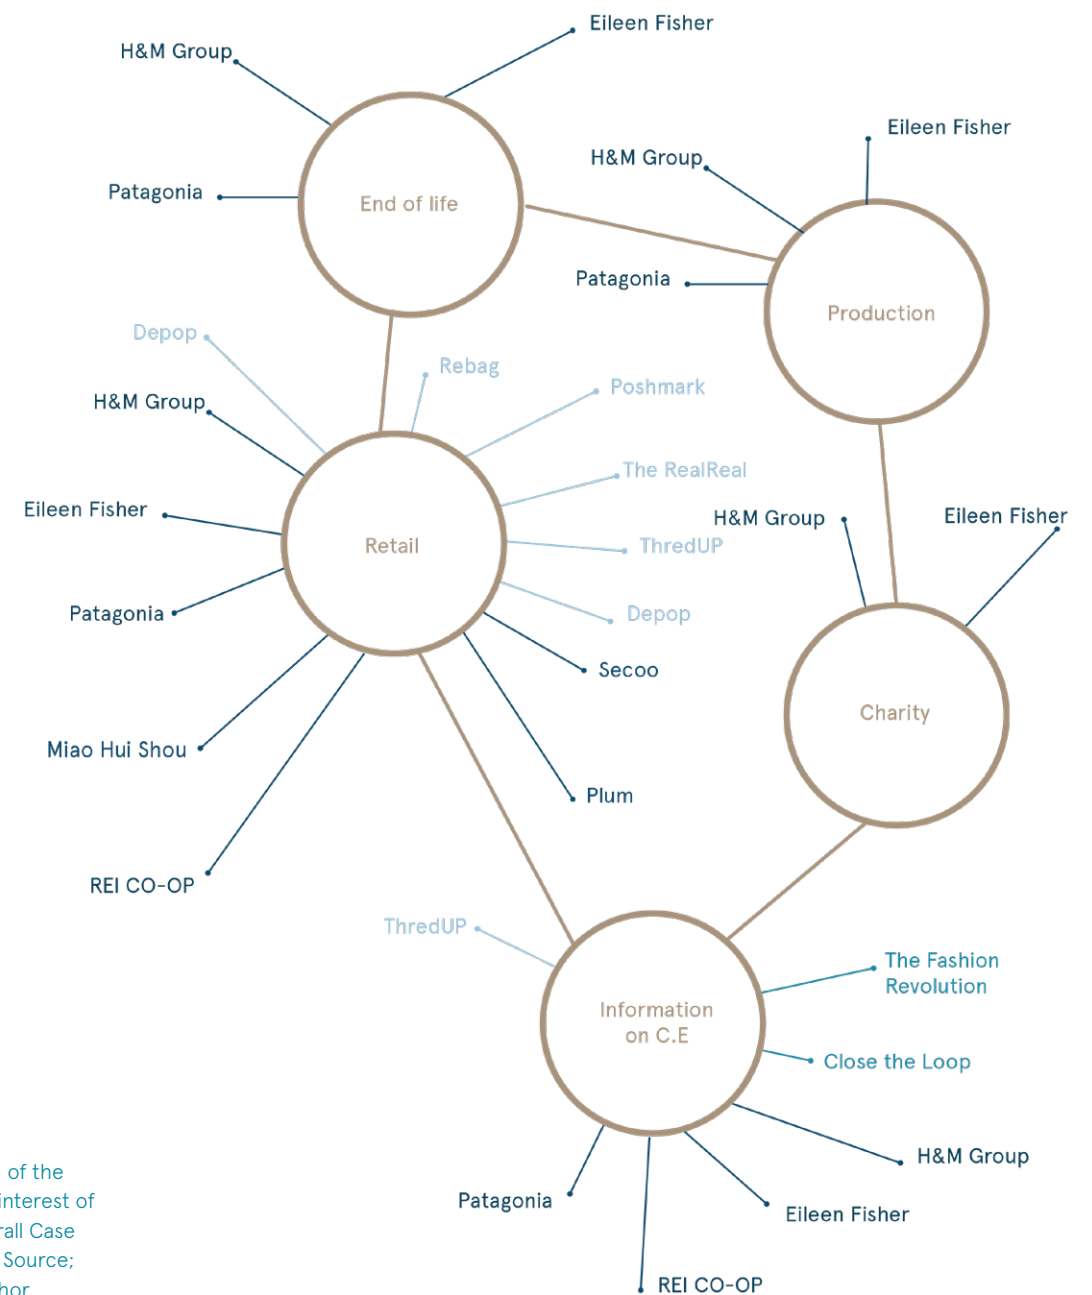 Eileen Fisher
H&M Group
Patagonia
End of life
Eileen Fisher
H&M Group
Patagonia
Production
Depop
Rebag
Poshmark
H&M Group
The RealReal
Eileen Fisher
ThredUP
Retail
Patagonia
Depop
Secoo
Miao Hui Shou
Plum
REI CO-OP
H&M Group
Eileen Fisher
Charity
ThredUP
The Fashion
Revolution
Information
on C.E
Close the Loop
H&M Group
Patagonia
Eileen Fisher
REI CO-OP
of the
interest of
Case
Source;